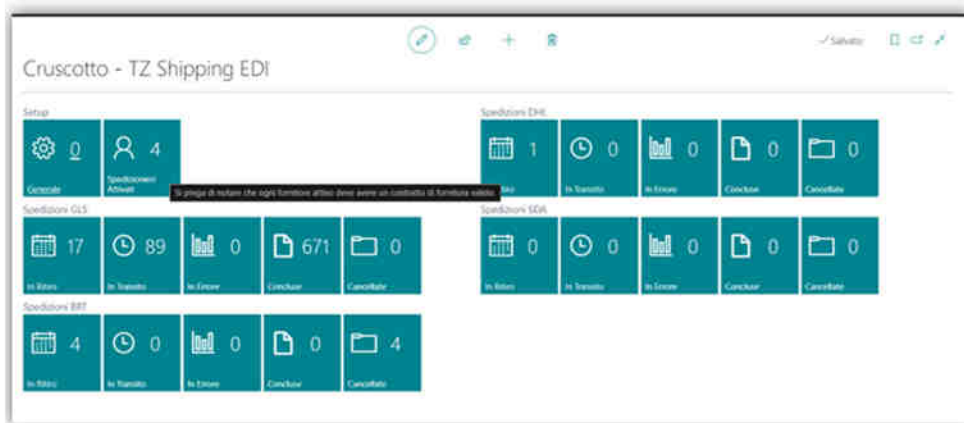 Salvato
Cruscotto - TZ Shipping EDI
Setup
0
Generale
4
Spedizionieri
Attivati
Si prega di notare che ogni fornitore attivo deve avere un contratto di fornitura valido
Spedizioni GLS
17
In Ritiro
89
In Transito
0
In Errore
671
Concluse
0
Cancellate
Spedizioni BRT
4
In Ritiro
0
In Transito
0
In Errore
0
Concluse
4
Cancellate
Spedizioni DHL
1
0
In Transito
0
In Errore
0
Concluse
0
Cancellate
Spedizioni SDA
0
In Ritiro
0
In Transito
0
In Errore
0
Concluse
0
Cancellate